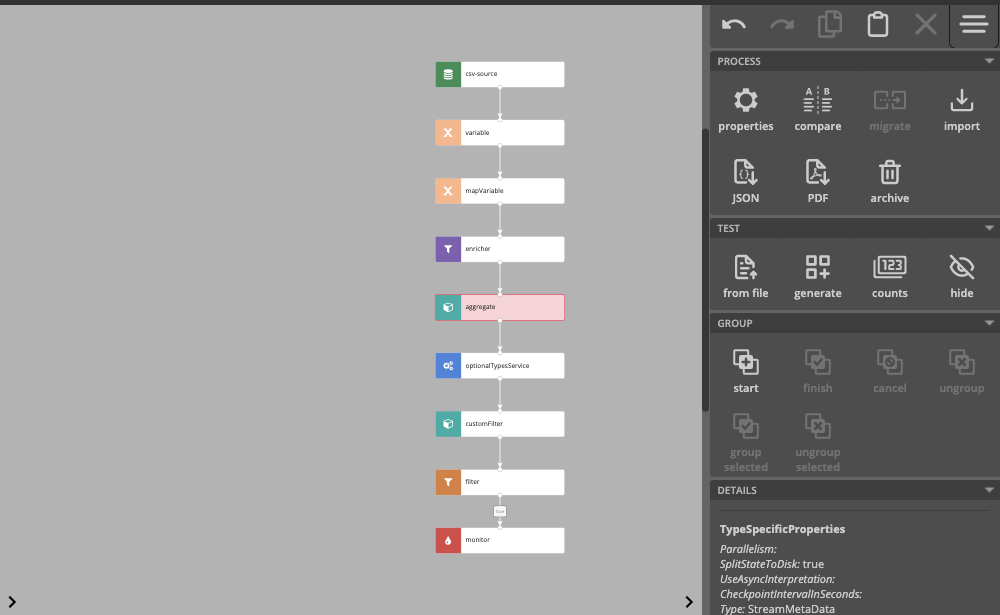 csv-source
variable
mapVariable
enricher
aggregate
optionalTypesService
customFilter
filter
true
monitor
PROCESS
A B
properties compare migrate import
JSON PDF archive
TEST
123
from file generate counts hide
GROUP
start finish cancel ungroup
group ungroup
selected selected
DETAILS
TypeSpecificProperties
Parallelism:
SplitStateToDisk: true
UseAsyncInterpretation:
CheckpointIntervalInSeconds:
Type: StreamMetaData